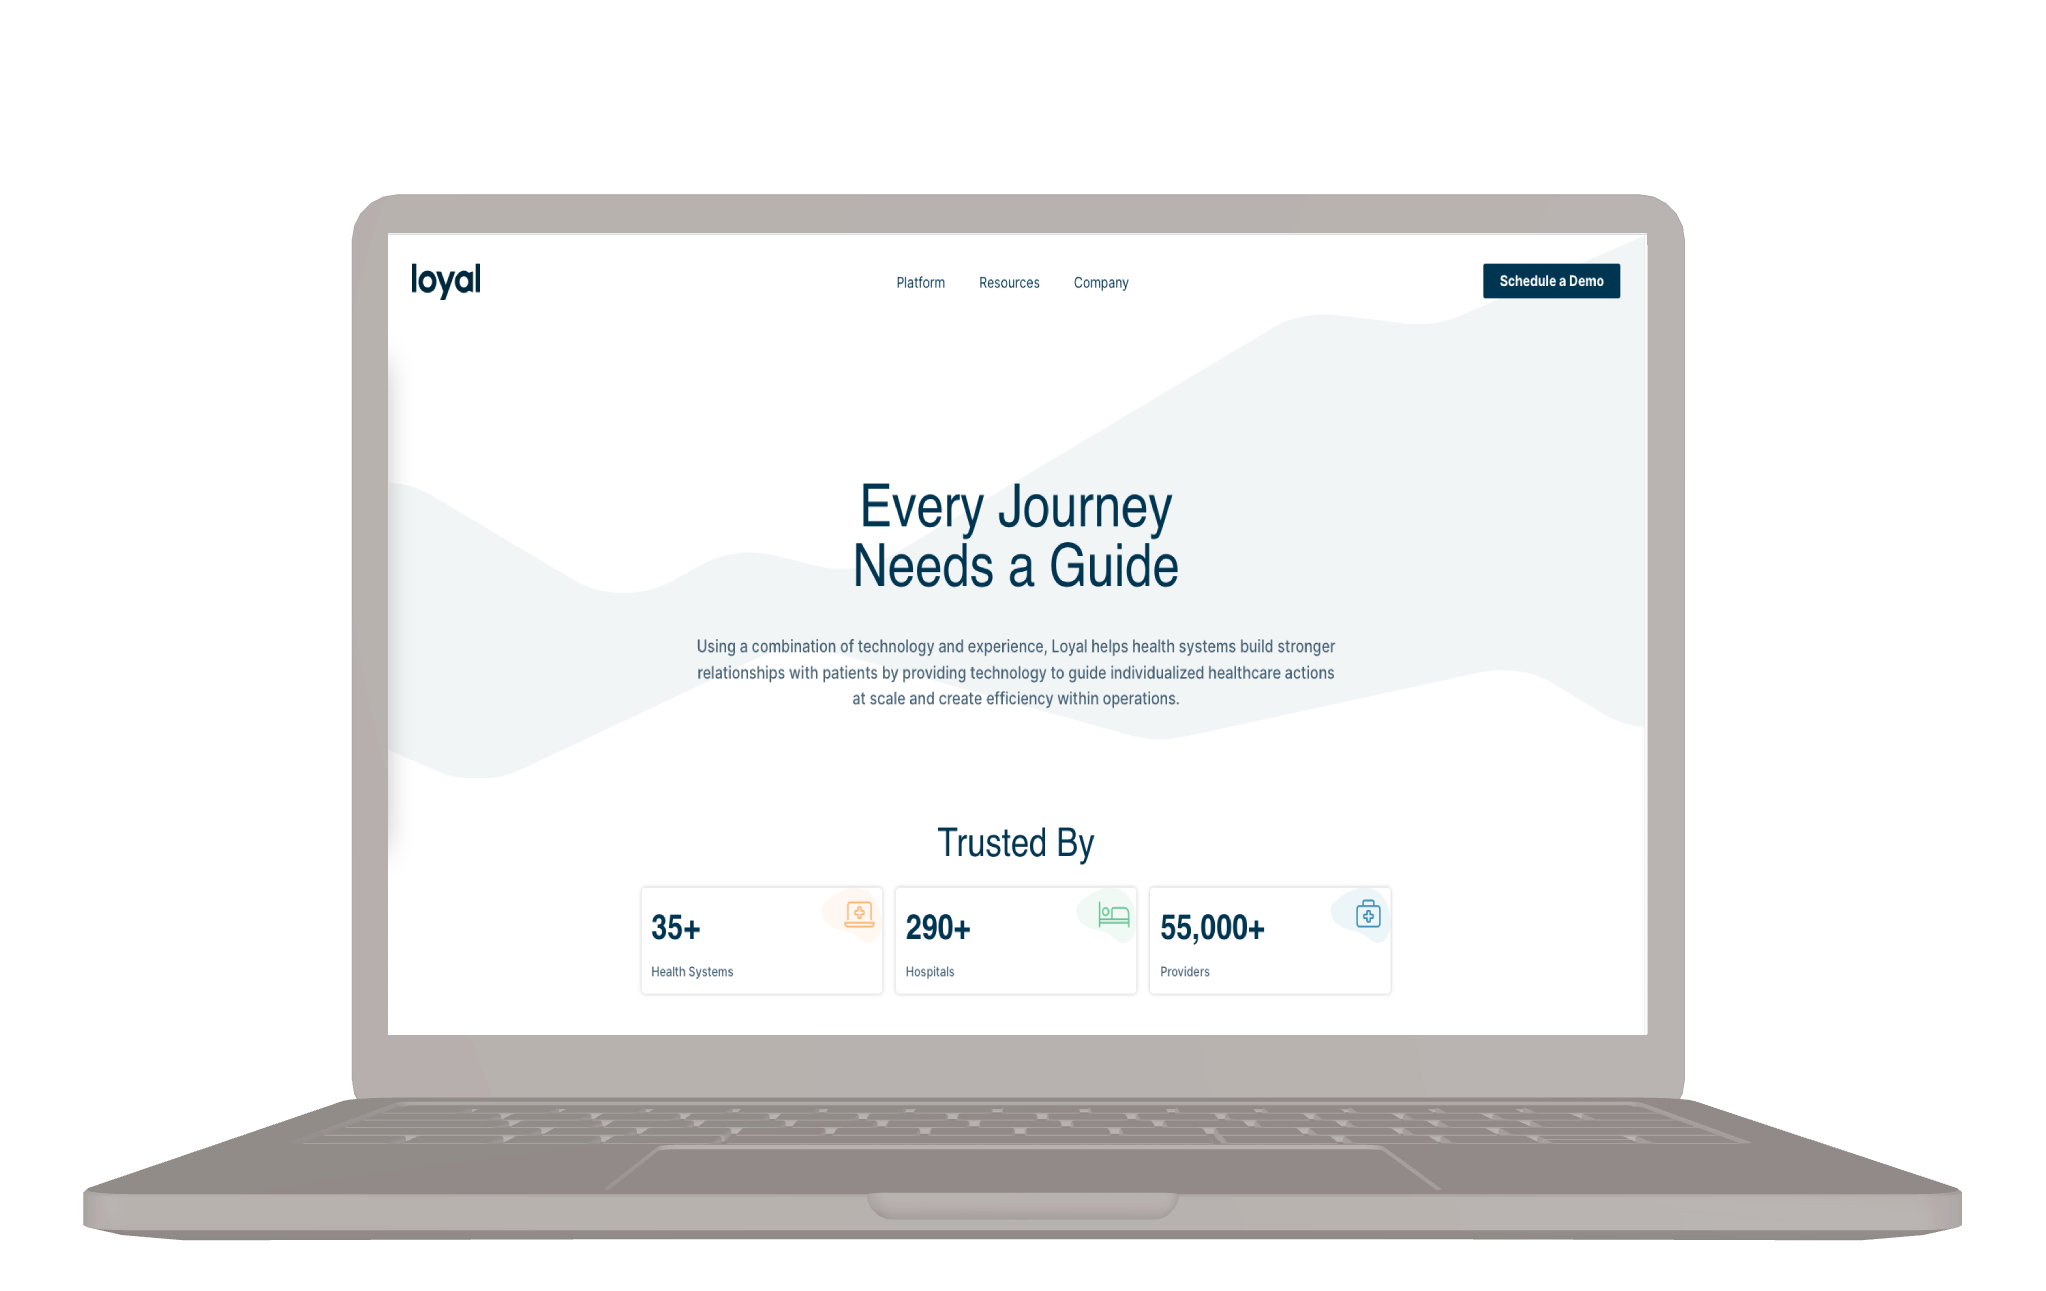 loyal
Platform Resources Company
Schedule a Demo
Every Journey
Needs a Guide
Using a combination of technology and experience, Loyal helps health systems build stronger
relationships with patients by providing technology to guide individualized healthcare actions
at scale and create efficiency within operations.
Trusted By
35+
Health Systems
290+
Hospitals
55,000+
Providers